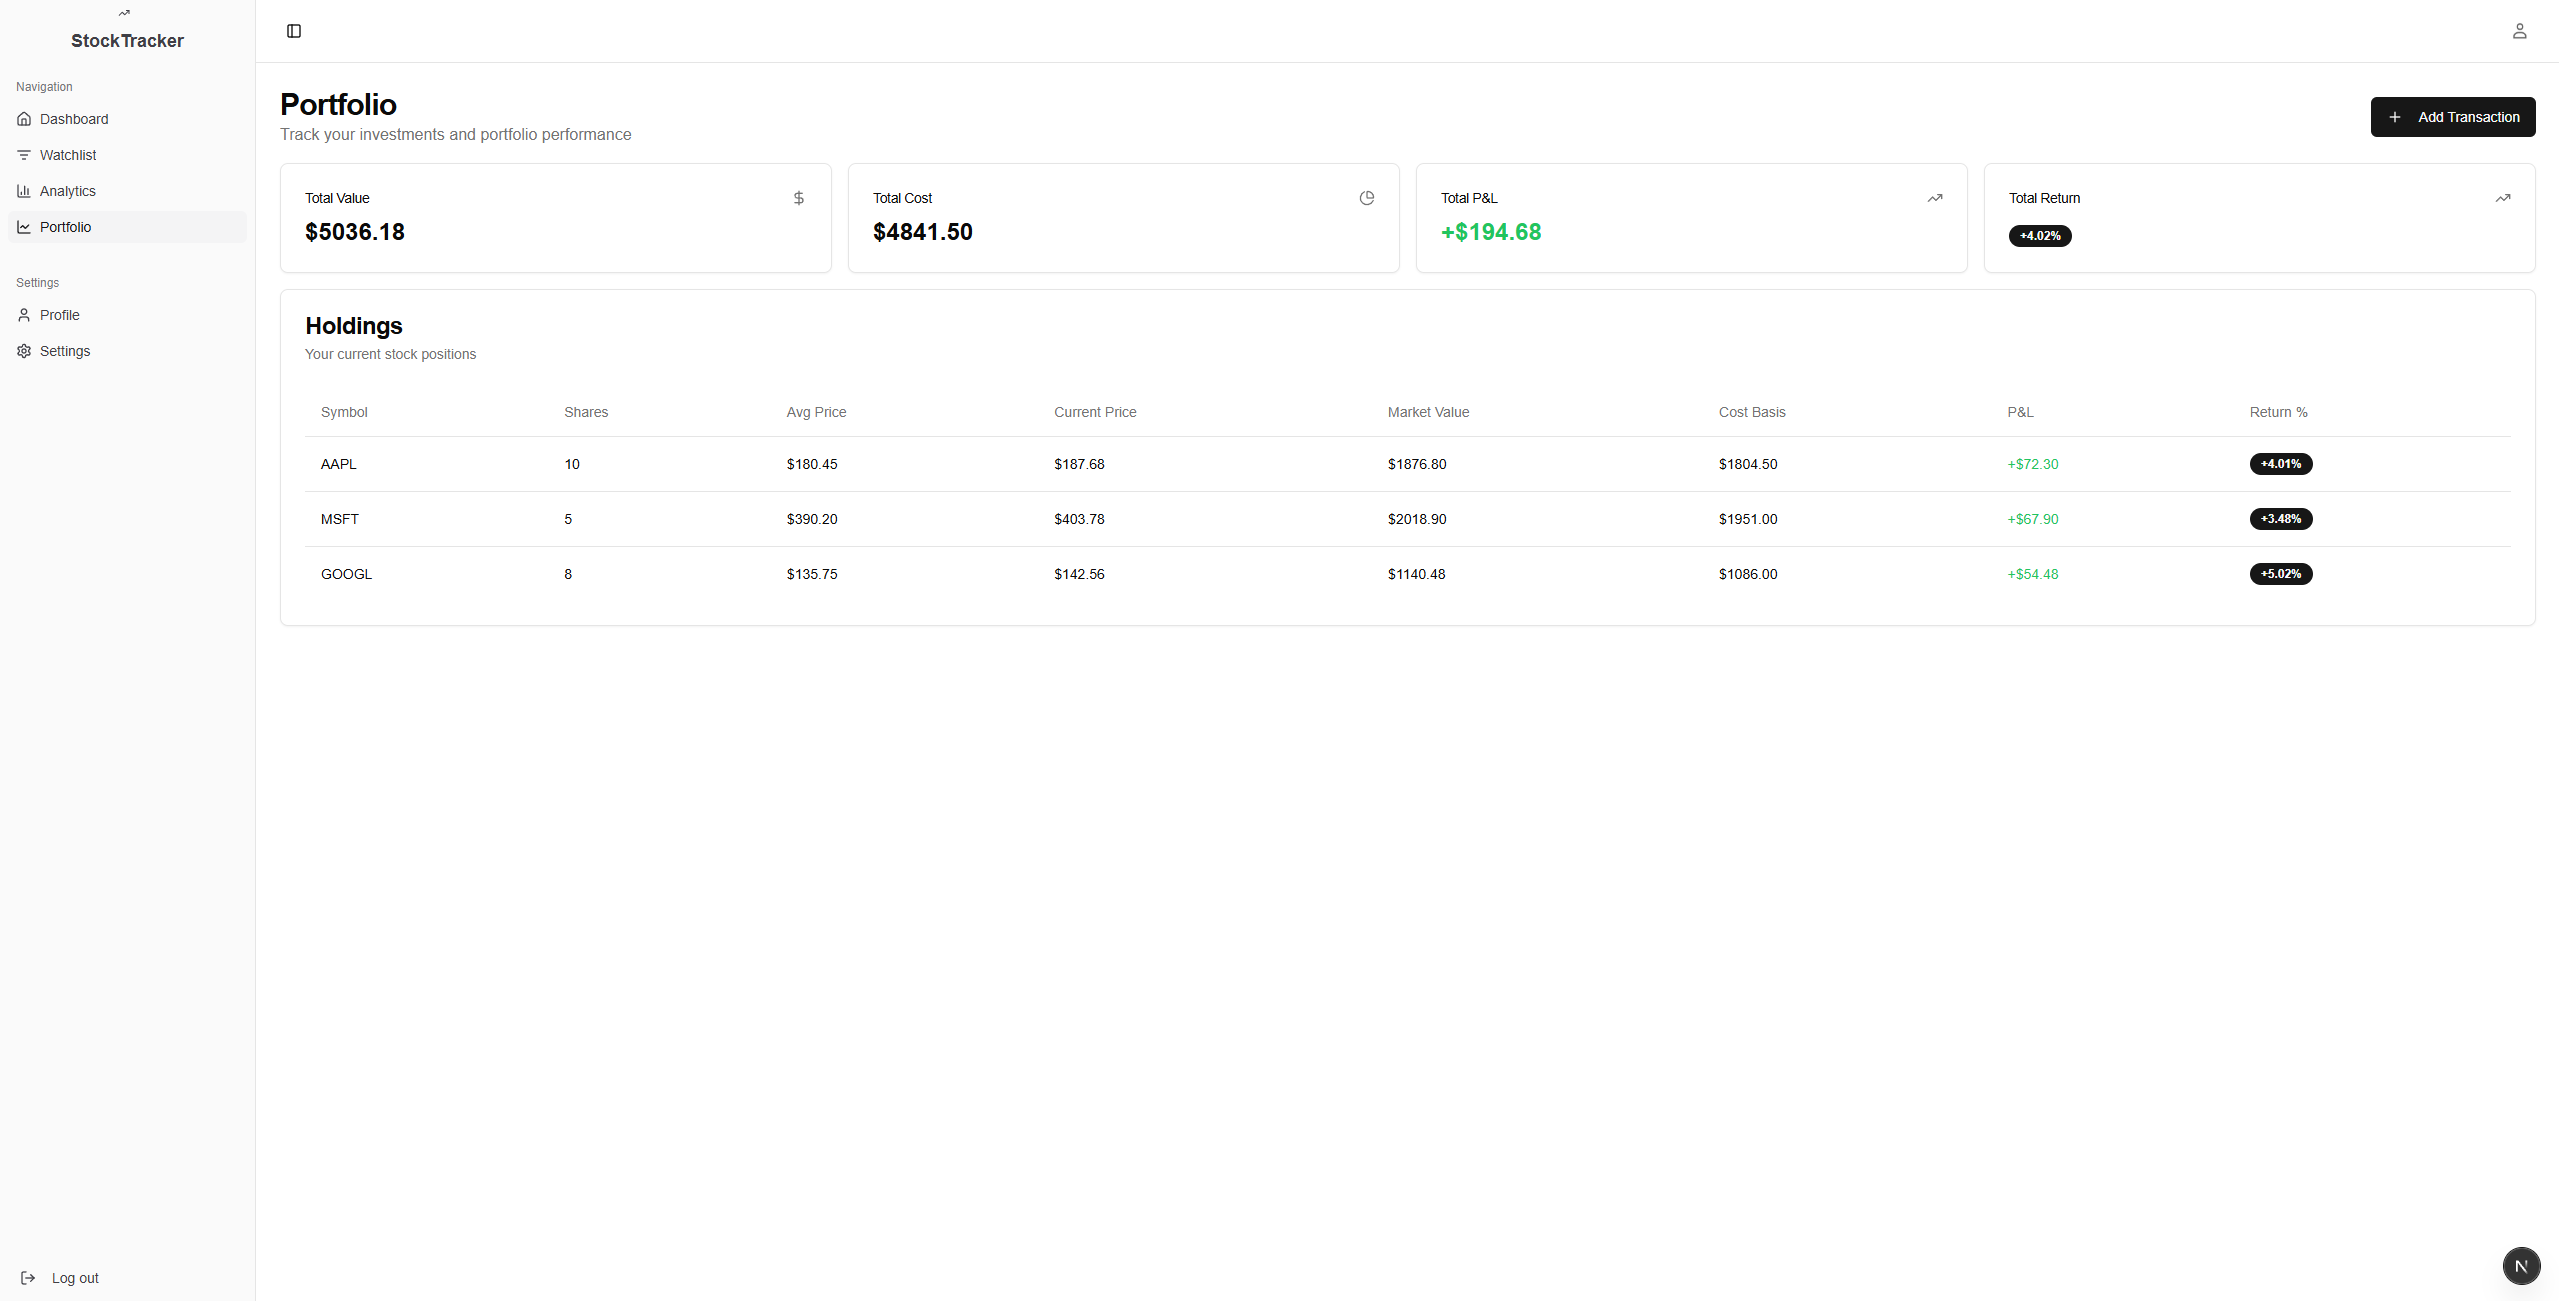 StockTracker
Navigation
Dashboard
Watchlist
Analytics
Portfolio
Settings
Profile
Settings
Log out
Portfolio
Track your investments and portfolio performance
Add Transaction
Total Value
$5036.18
Total Cost
$4841.50
Total P&L
+$194.68
Total Return
+4.02%
Holdings
Your current stock positions
Symbol Shares Avg Price Current Price Market Value Cost Basis P&L Return %
AAPL 10 $180.45 $187.68 $1876.80 $1804.50 +$72.30 +4.01%
MSFT 5 $390.20 $403.78 $2018.90 $1951.00 +$67.90 +3.48%
GOOGL 8 $135.75 $142.56 $1140.48 $1086.00 +$54.48 +5.02%
N